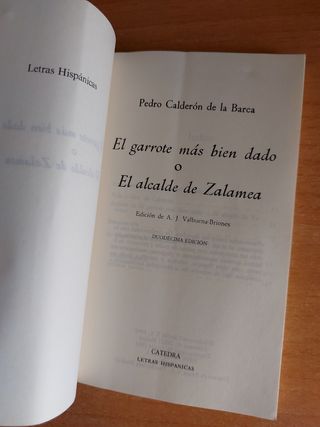 Letras Hispánicas
Pedro Calderón de la Barca
El garrote más bien dado
o
El alcalde de Zalamea
Edición de A. J. Valbuena-Briones
DUODECIMA EDICIÓN
CATEDRA
LETRAS HISPANICAS